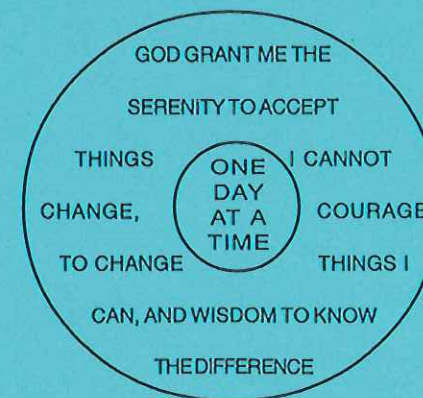 GOD GRANT ME THE
SERENITY TO ACCEPT
THINGS I CANNOT
CHANGE, COURAGE
TO CHANGE THINGS I
CAN, AND WISDOM TO KNOW
THE DIFFERENCE
ONE
DAY
AT A
TIME